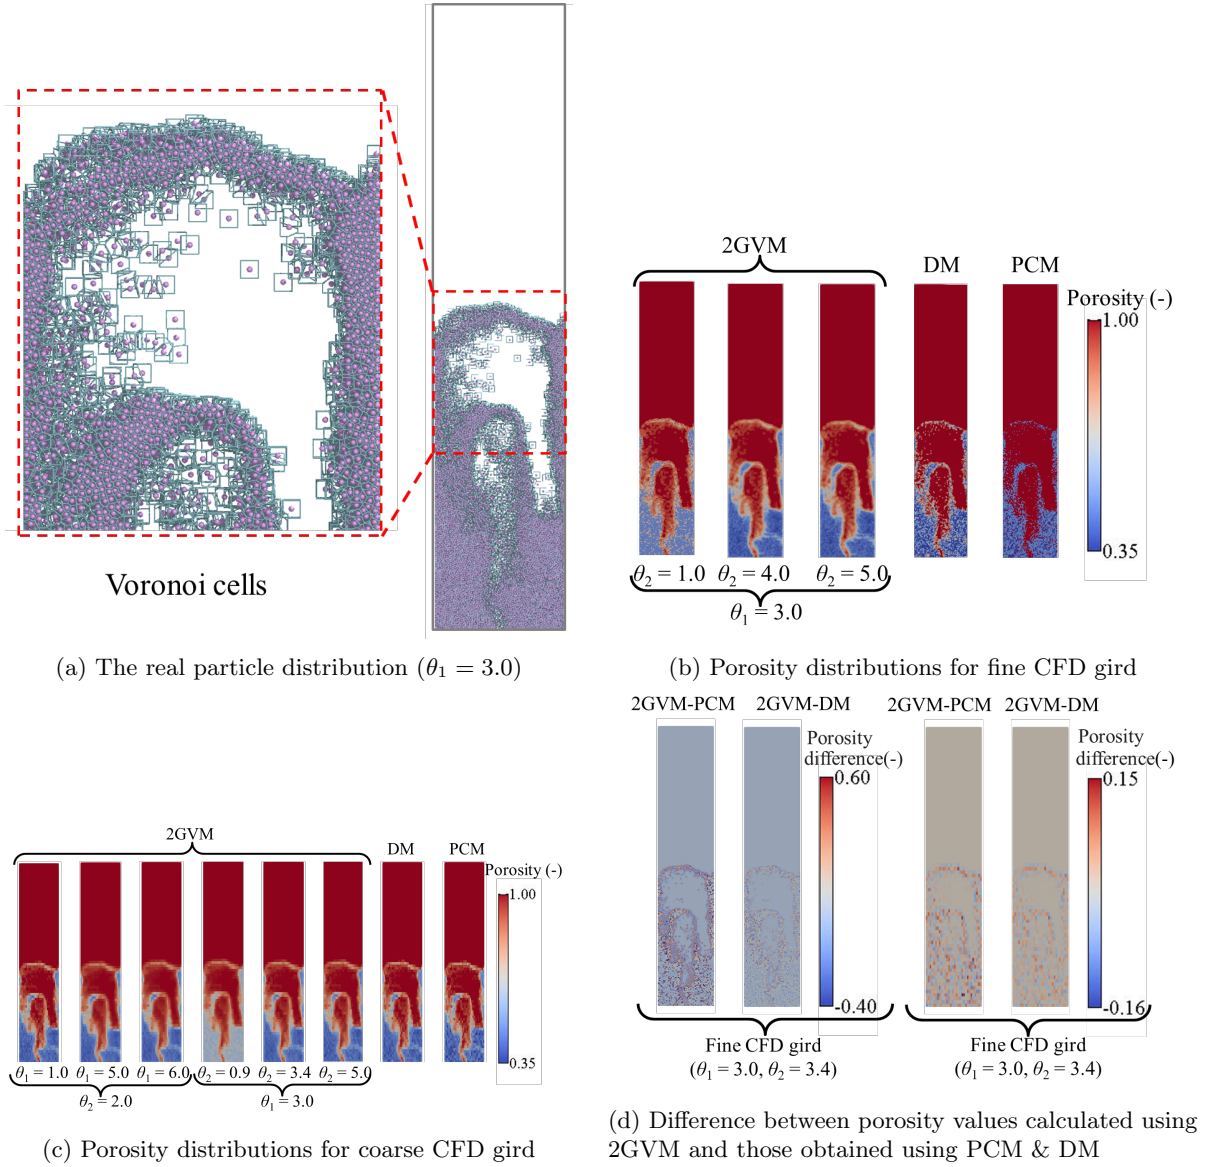 Voronoi cells
(a) The real particle distribution (θ1 = 3.0)
2GVM
DM
PCM
Porosity (-)
1.00
0.35
θ2 = 1.0
θ2 = 4.0
θ2 = 5.0
θ1 = 3.0
(b) Porosity distributions for fine CFD gird
2GVM
DM
PCM
Porosity (-)
1.00
0.35
θ1 = 1.0
θ1 = 5.0
θ1 = 6.0
θ2 = 0.9
θ2 = 3.4
θ2 = 5.0
θ2 = 2.0
θ1 = 3.0
(c) Porosity distributions for coarse CFD gird
2GVM-PCM
2GVM-DM
Porosity
difference(-)
0.60
-0.40
Fine CFD gird
(θ1 = 3.0, θ2 = 3.4)
2GVM-PCM
2GVM-DM
Porosity
difference(-)
0.15
-0.16
Fine CFD gird
(θ1 = 3.0, θ2 = 3.4)
(d) Difference between porosity values calculated using
2GVM and those obtained using PCM & DM